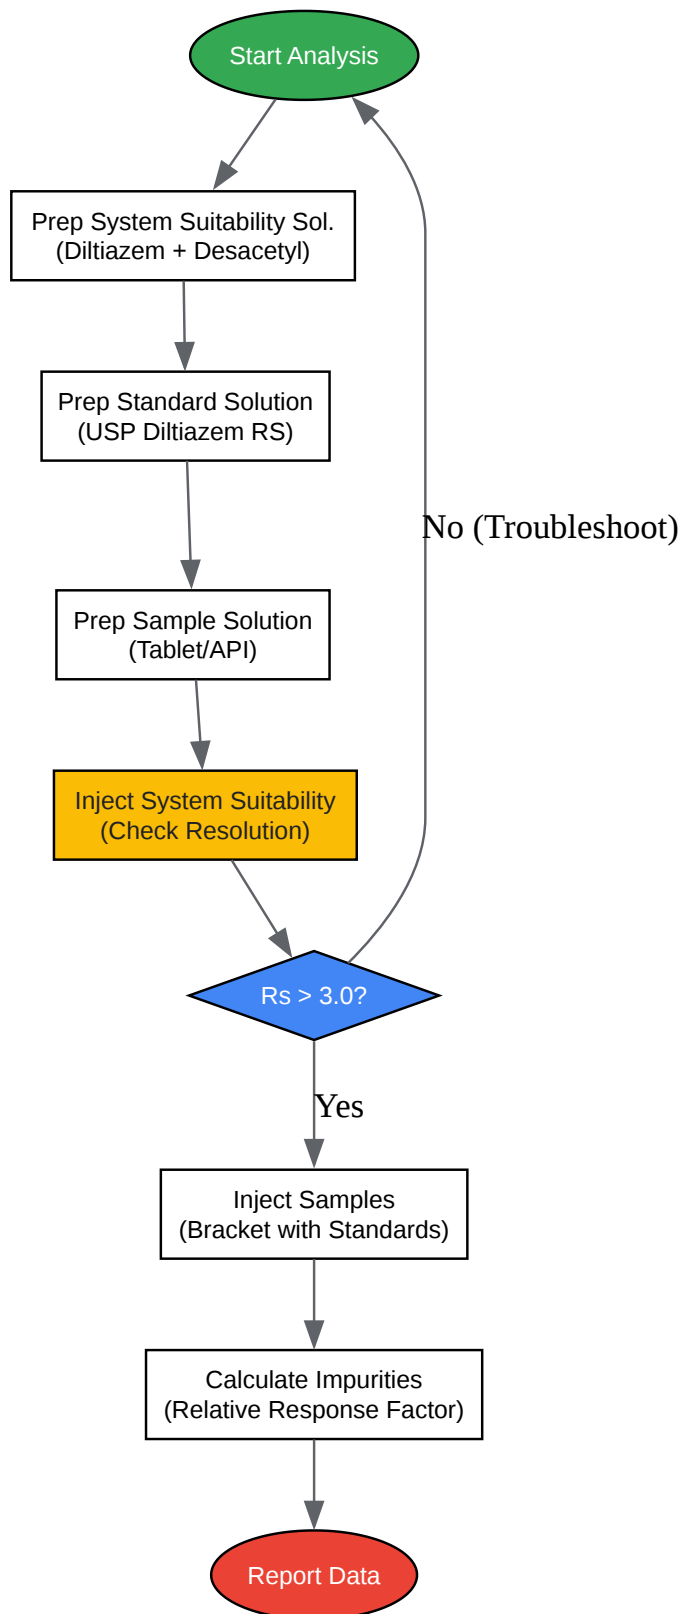 Start Analysis
Prep System Suitability Sol.
(Diltiazem + Desacetyl)
Prep Standard Solution
(USP Diltiazem RS)
No (Troubleshoot)
Prep Sample Solution
(Tablet/API)
Inject System Suitability
(Check Resolution)
Rs > 3.0?
Yes
Inject Samples
(Bracket with Standards)
Calculate Impurities
(Relative Response Factor)
Report Data